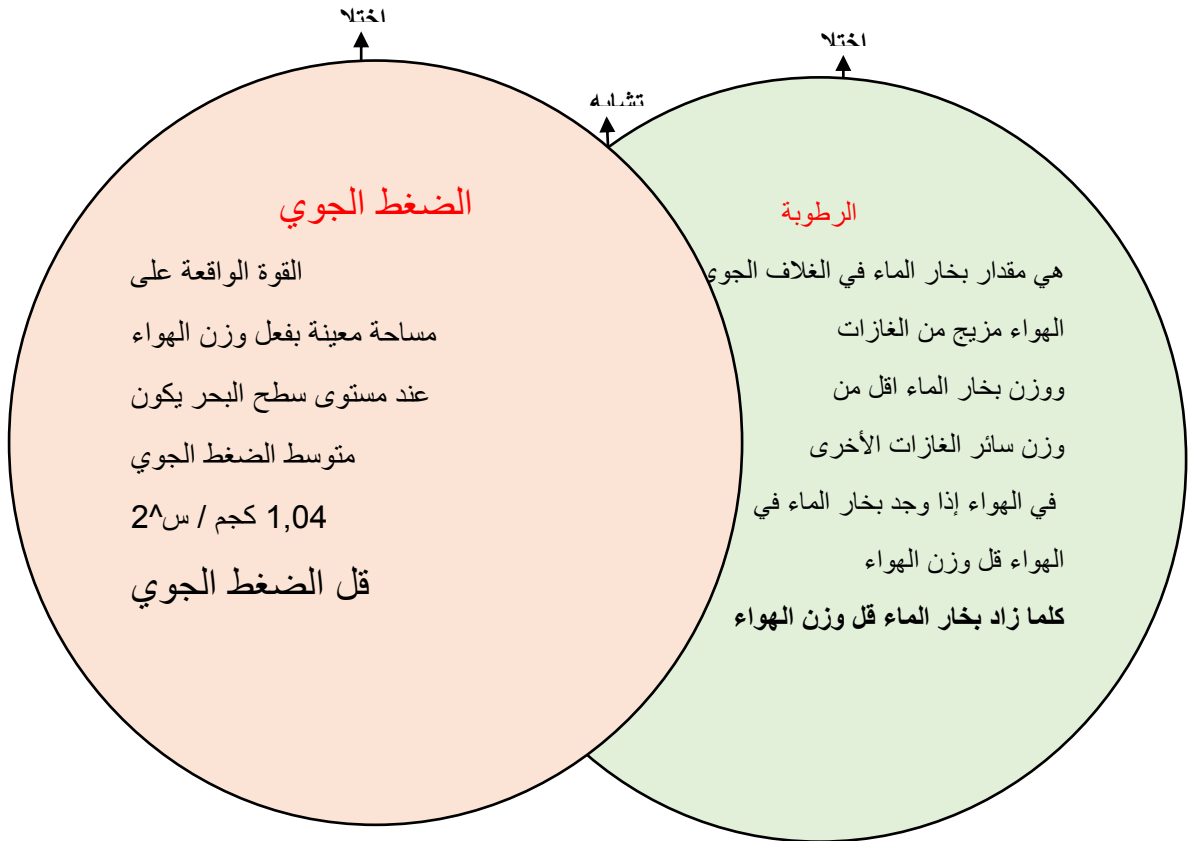 اختلا
اختلا
تشابه
الرطوبة
هي مقدار بخار الماء في الغلاف الجوي
الهواء مزيج من الغازات
ووزن بخار الماء اقل من
وزن سائر الغازات الأخرى
في الهواء إذا وجد بخار الماء في
الهواء قل وزن الهواء
كلما زاد بخار الماء قل وزن الهواء
الضغط الجوي
القوة الواقعة على
مساحة معينة بفعل وزن الهواء
عند مستوى سطح البحر يكون
متوسط الضغط الجوي
1,04 كجم / س^2
قل الضغط الجوي